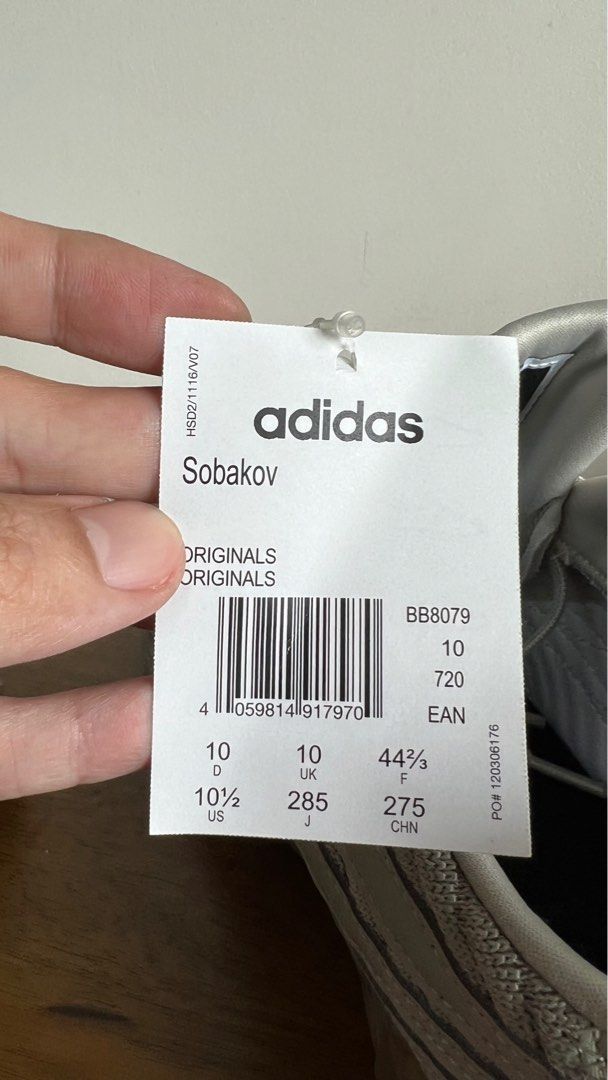 HSD2/1116/V07
adidas
Sobakov
ORIGINALS
ORIGINALS
BB8079
10
720
EAN
4 059814 917970
10 10 44⅔
D UK F
10½ 285 275
US J CHN
PO# 120306176